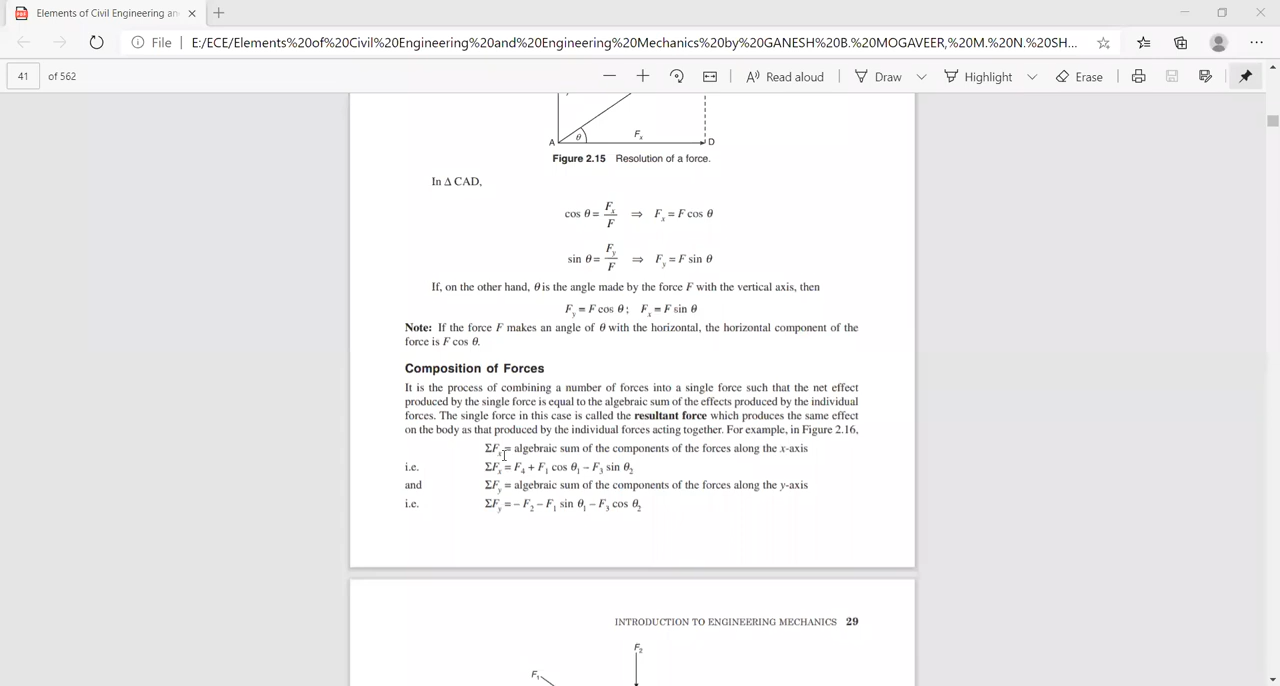 Elements of Civil Engineering an
File E:/ECE/Elements%20of%20Civil%20Engineering%20and%20Engineering%20Mechanics%20by%20GANESH%20B.%20MOGAVEER,%20M.%20N.%20SH...
41 of 562 Read aloud Draw Highlight Erase
A θ Fₓ D
Figure 2.15 Resolution of a force.
In Δ CAD,
cos θ = Fₓ/F ⇒ Fₓ = F cos θ
sin θ = F_y/F ⇒ F_y = F sin θ
If, on the other hand, θ is the angle made by the force F with the vertical axis, then
F_y = F cos θ; Fₓ = F sin θ
Note: If the force F makes an angle of θ with the horizontal, the horizontal component of the
force is F cos θ.
Composition of Forces
It is the process of combining a number of forces into a single force such that the net effect
produced by the single force is equal to the algebraic sum of the effects produced by the individual
forces. The single force in this case is called the resultant force which produces the same effect
on the body as that produced by the individual forces acting together. For example, in Figure 2.16,
ΣFₓ = algebraic sum of the components of the forces along the x-axis
i.e. ΣFₓ = F₄ + F₁ cos θ₁ – F₃ sin θ₂
and ΣF_y = algebraic sum of the components of the forces along the y-axis
i.e. ΣF_y = – F₂ – F₁ sin θ₁ – F₃ cos θ₂
INTRODUCTION TO ENGINEERING MECHANICS 29
F₂
F₁